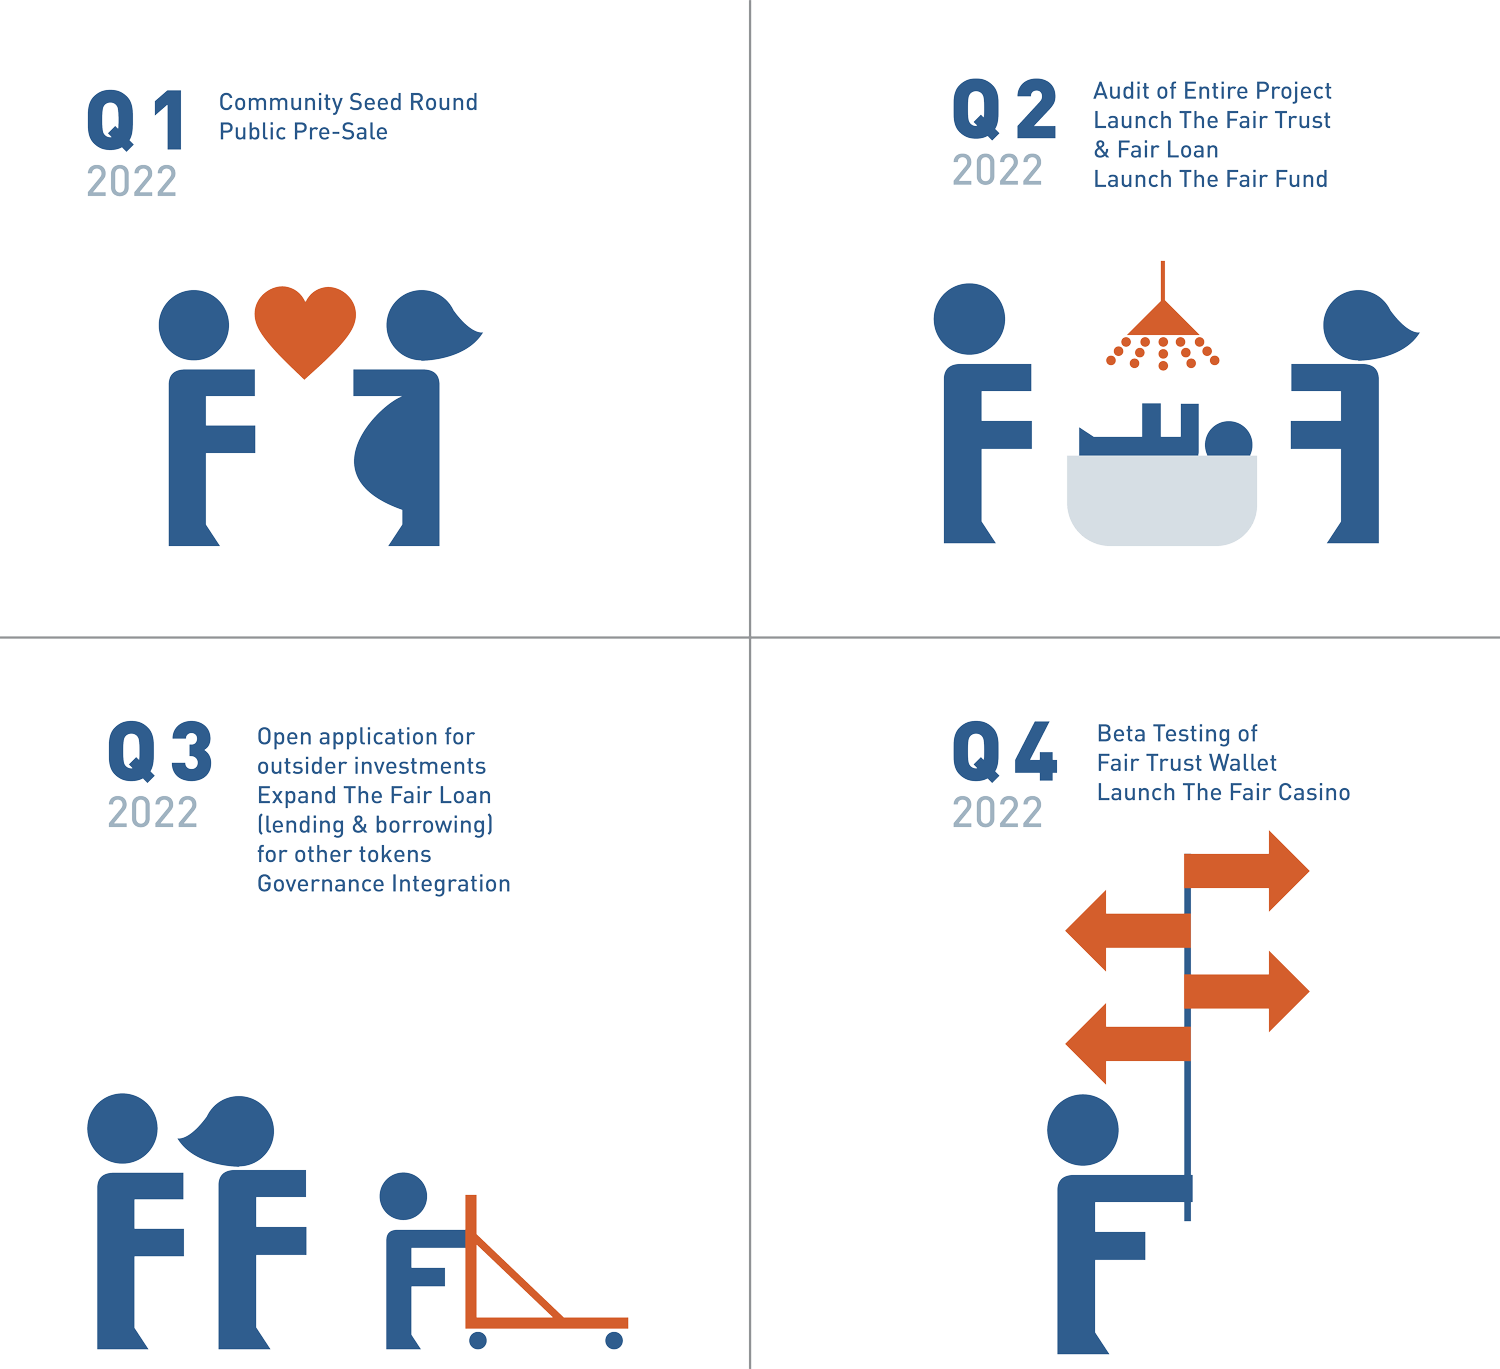 Q1
2022
Community Seed Round
Public Pre-Sale
Q2
2022
Audit of Entire Project
Launch The Fair Trust
& Fair Loan
Launch The Fair Fund
Q3
2022
Open application for
outsider investments
Expand The Fair Loan
(lending & borrowing)
for other tokens
Governance Integration
Q4
2022
Beta Testing of
Fair Trust Wallet
Launch The Fair Casino